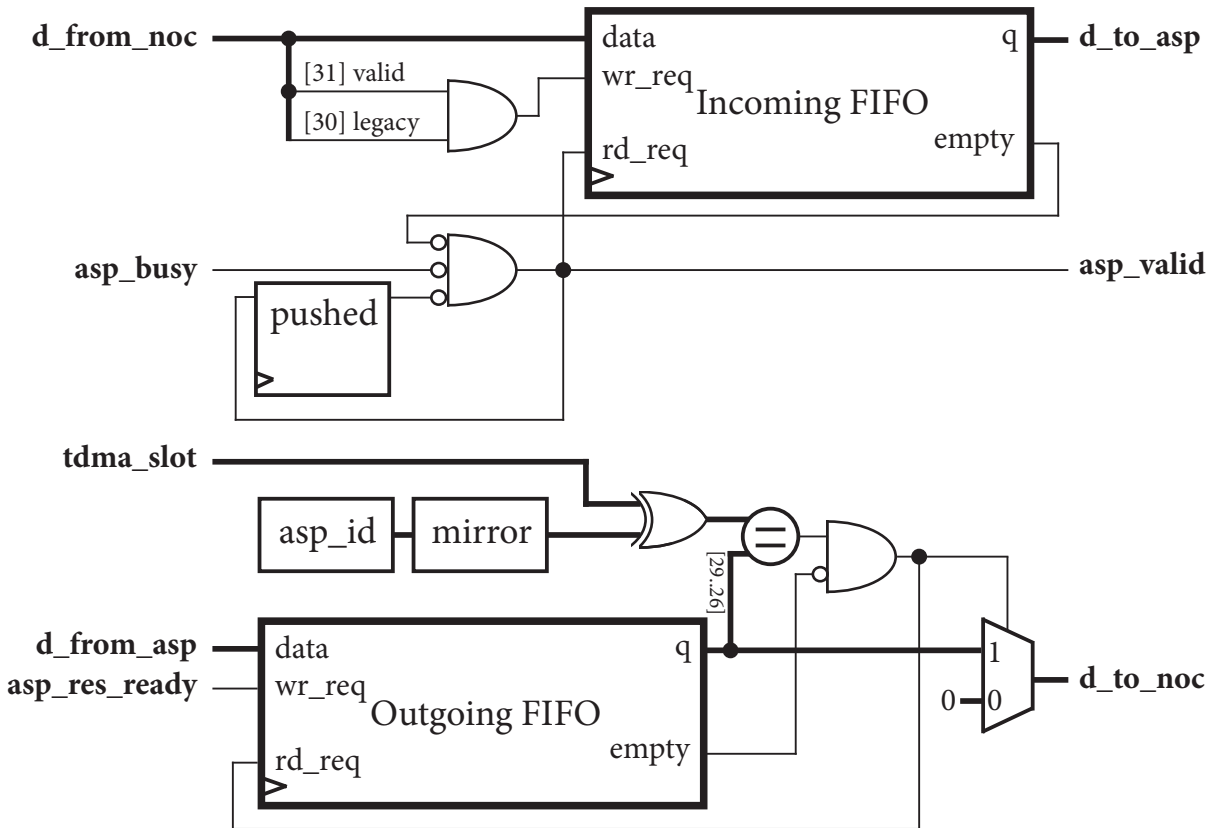 d_from_noc
[31] valid
[30] legacy
data
wr_req
rd_req
Incoming FIFO
q
empty
d_to_asp
asp_busy
pushed
asp_valid
tdma_slot
asp_id
mirror
=
[29..26]
d_from_asp
asp_res_ready
data
wr_req
rd_req
Outgoing FIFO
q
empty
1
0
0
d_to_noc